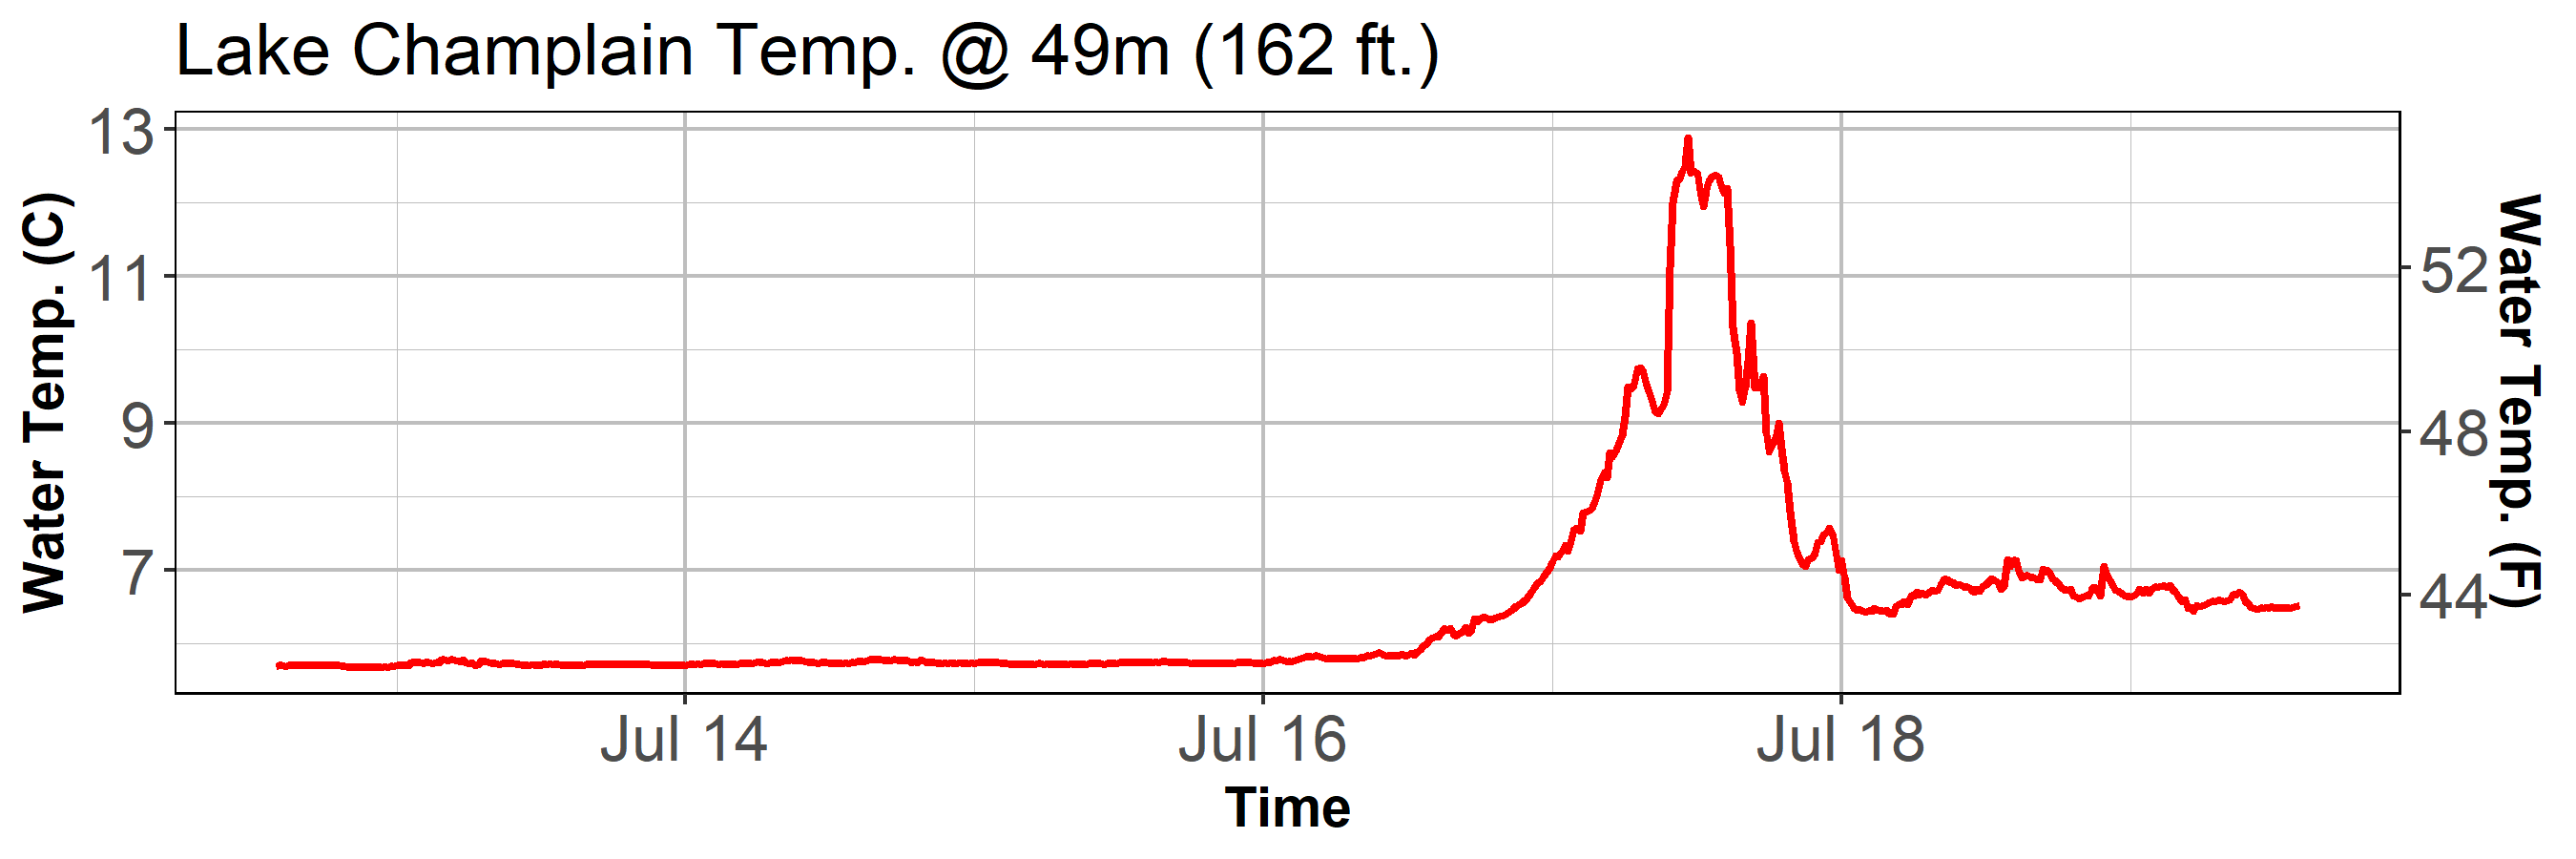 Lake Champlain Temp. @ 49m (162 ft.)
Water Temp. (C)
13
11
9
7
52
48
44
Water Temp. (F)
Jul 14 Jul 16 Jul 18
Time